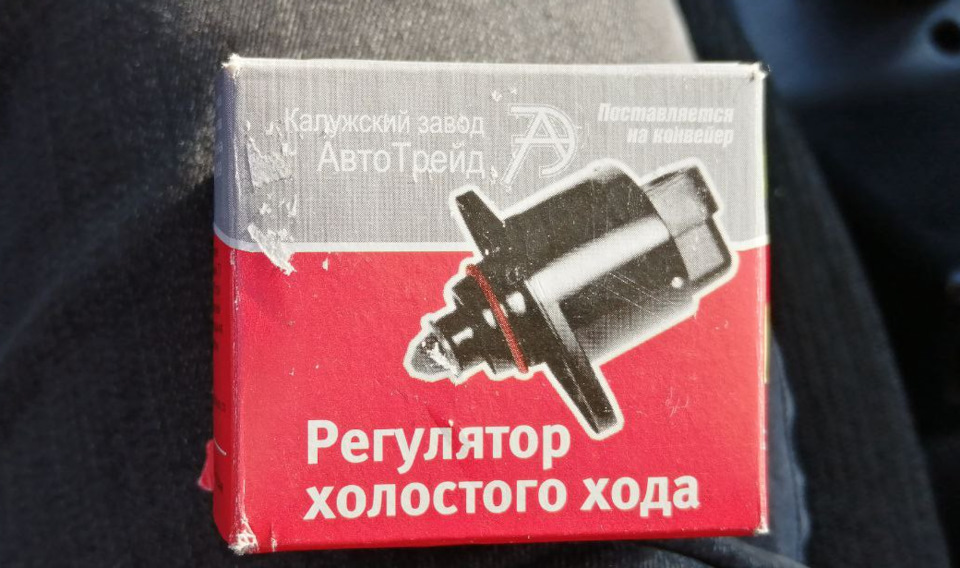 Калужский завод
АвтоТрейд
Поставляется
на конвейер
Регулятор
холостого хода